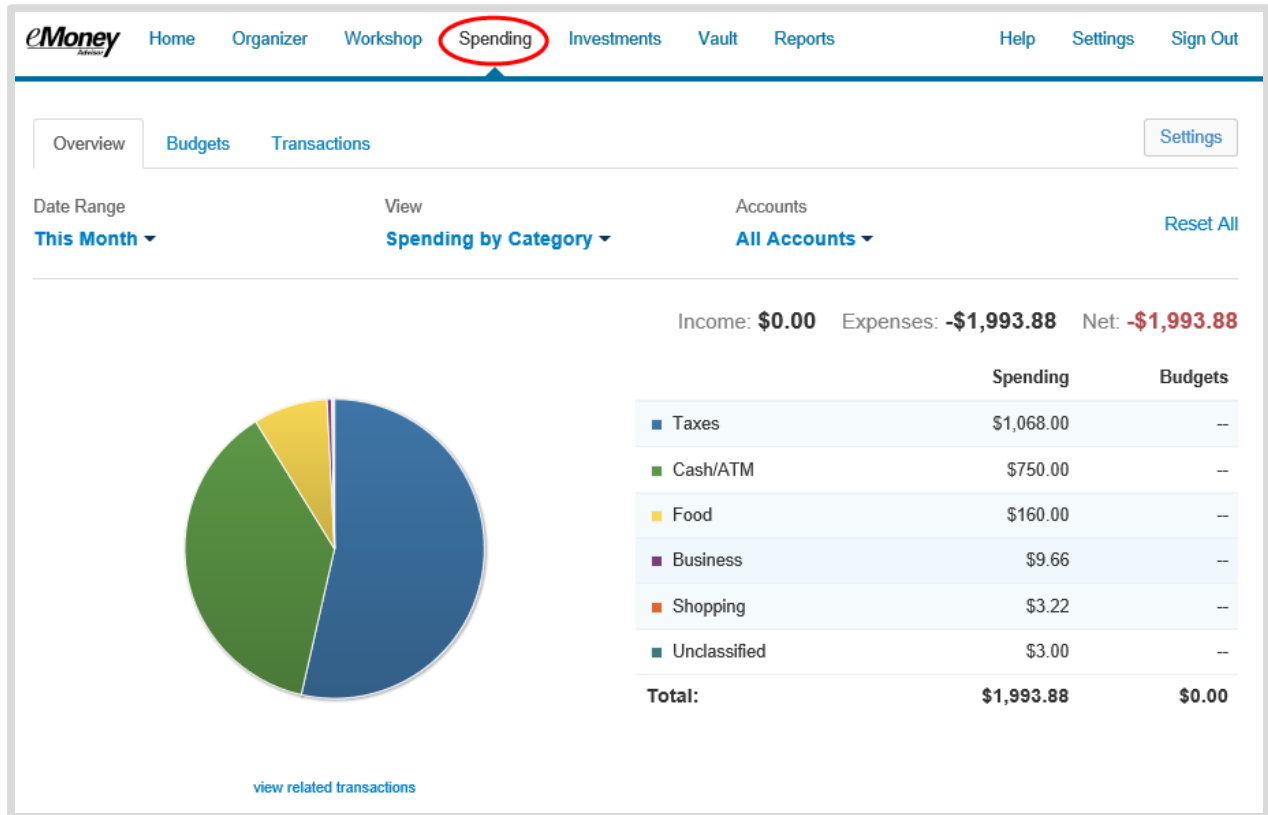 eMoney Home Organizer Workshop Spending Investments Vault Reports Help Settings Sign Out
Advisor
Overview Budgets Transactions Settings
Date Range View Accounts
This Month Spending by Category All Accounts Reset All
Income: $0.00 Expenses: -$1,993.88 Net: -$1,993.88
Spending Budgets
Taxes $1,068.00 --
Cash/ATM $750.00 --
Food $160.00 --
Business $9.66 --
Shopping $3.22 --
Unclassified $3.00 --
Total: $1,993.88 $0.00
view related transactions